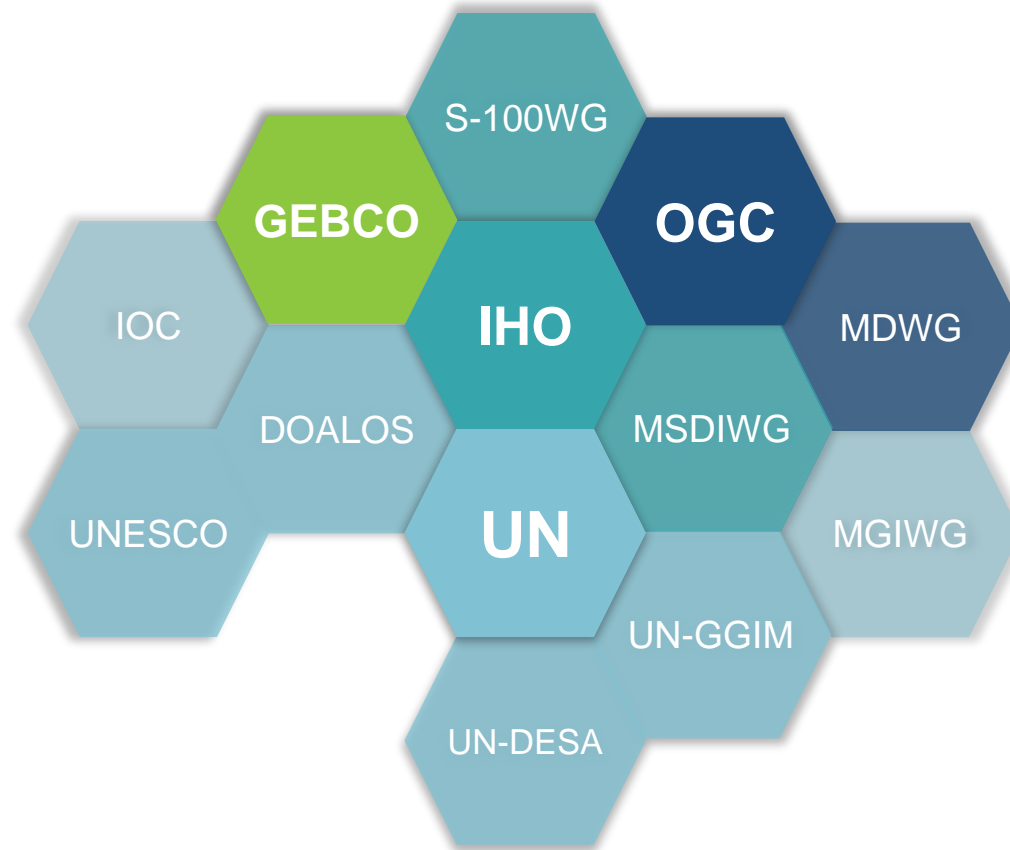 S-100WG
GEBCO
OGC
IOC
IHO
MDWG
DOALOS
MSDIWG
UNESCO
UN
MGIWG
UN-GGIM
UN-DESA